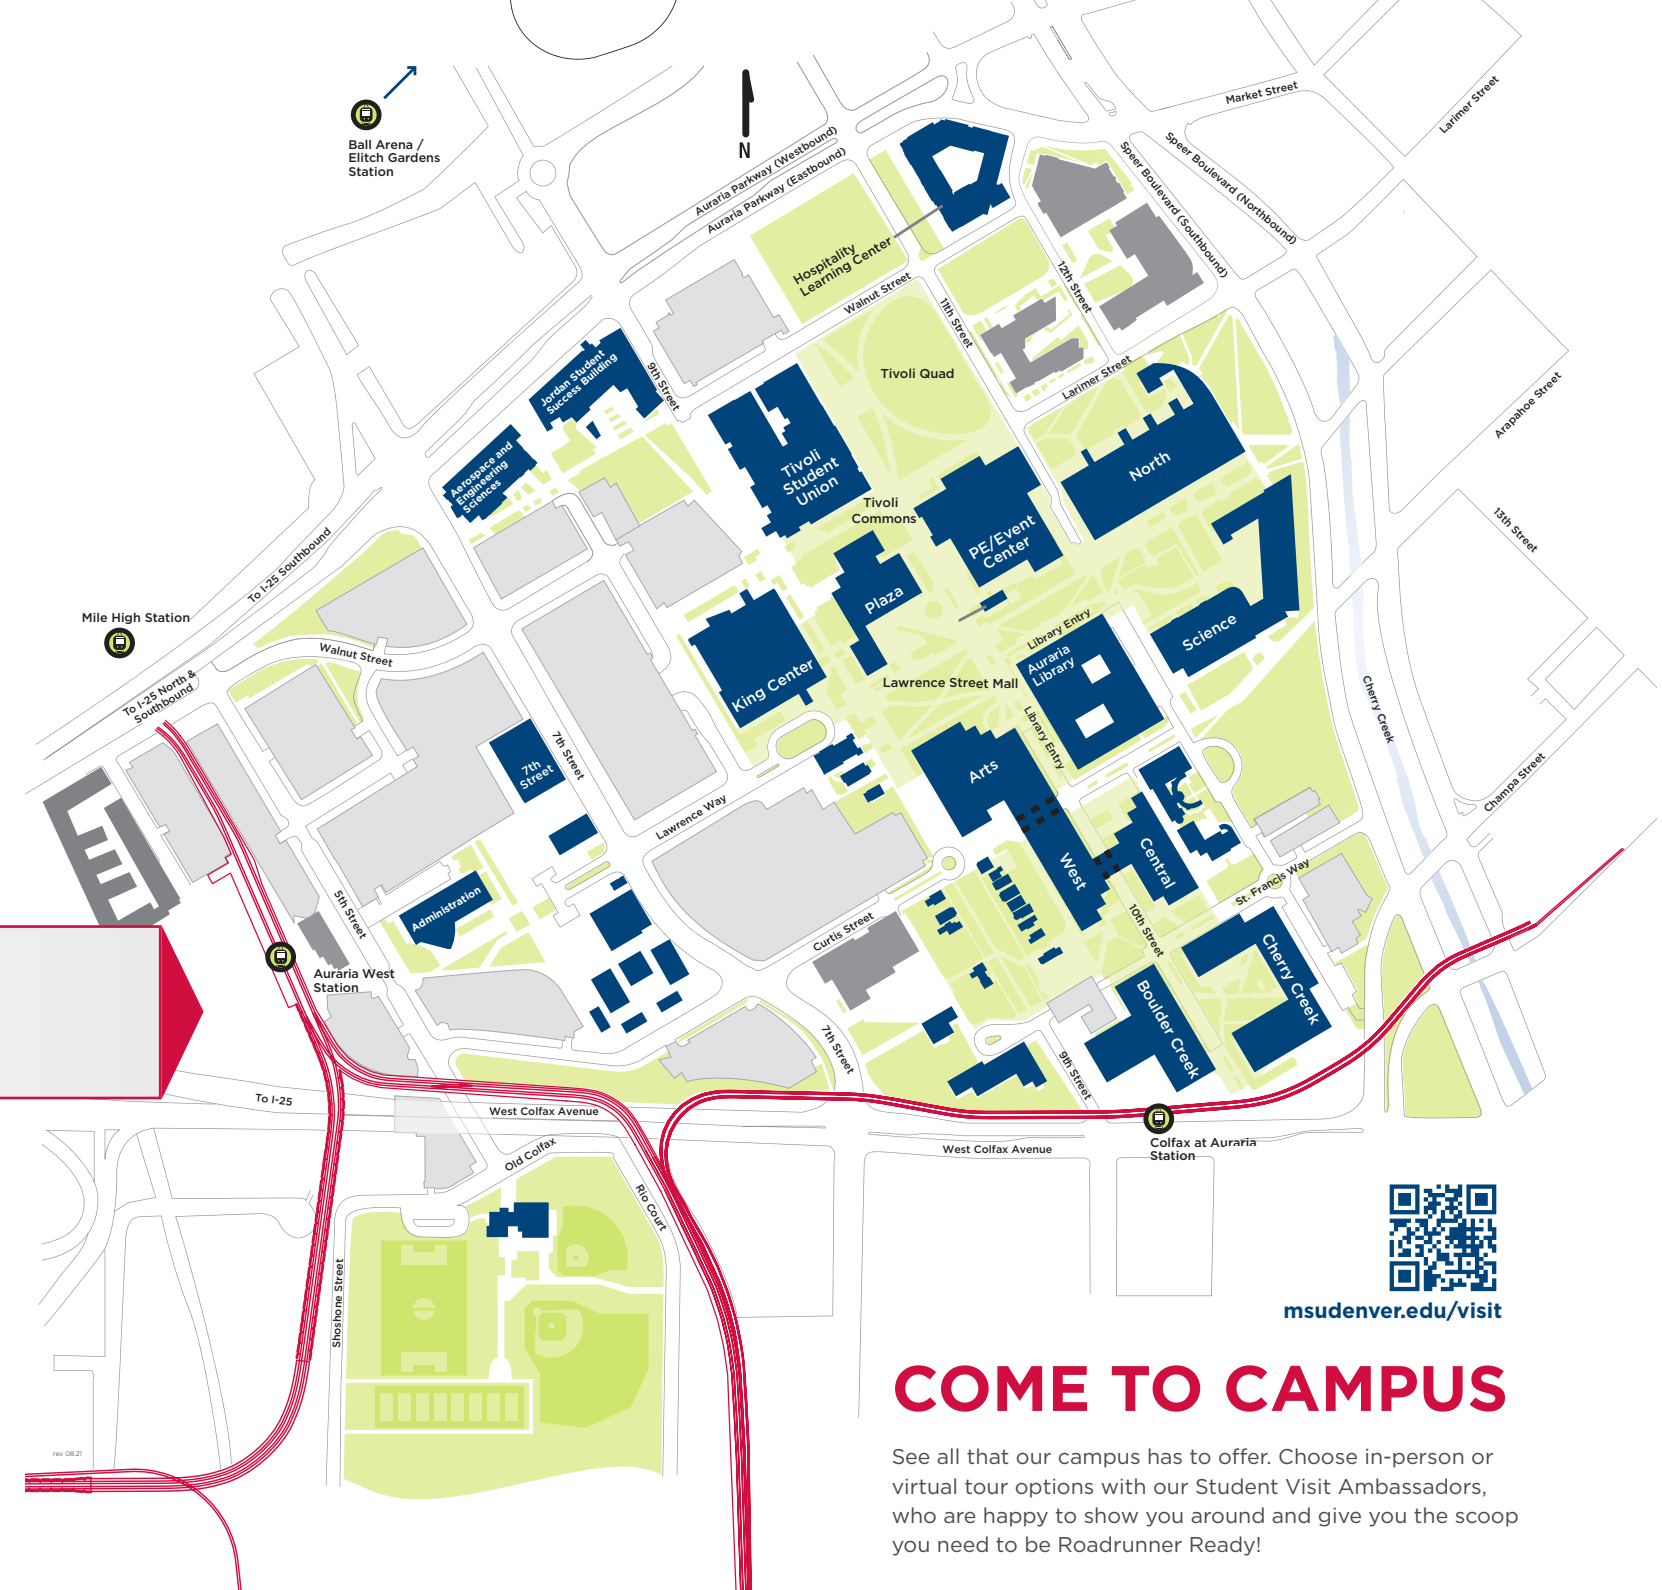 Market Street
Larimer Street
Ball Arena /
Elitch Gardens
Station
N
Auraria Parkway (Westbound)
Auraria Parkway (Eastbound)
Speer Boulevard (Northbound)
Speer Boulevard (Southbound)
Hospitality
Learning Center
Walnut Street
11th Street
12th Street
Larimer Street
Tivoli Quad
9th Street
Jordan Student
Success Building
Aerospace and
Engineering
Sciences
Tivoli
Student
Union
Tivoli
Commons
North
PE/Event
Center
Arapahoe Street
13th Street
To I-25 Southbound
Mile High Station
Plaza
Science
Library Entry
Auraria
Library
Lawrence Street Mall
Library Entry
King Center
Walnut Street
To I-25 North &
Southbound
7th
Street
7th Street
Cherry Creek
Champa Street
Arts
Lawrence Way
West
Central
St. Francis Way
Administration
5th Street
Curtis Street
10th Street
Cherry Creek
Auraria West
Station
Boulder Creek
7th Street
9th Street
To I-25
West Colfax Avenue
West Colfax Avenue
Colfax at Auraria
Station
Old Colfax
Rio Court
Shoshone Street
msudenver.edu/visit
COME TO CAMPUS
See all that our campus has to offer. Choose in-person or
virtual tour options with our Student Visit Ambassadors,
who are happy to show you around and give you the scoop
you need to be Roadrunner Ready!
rev 08.21